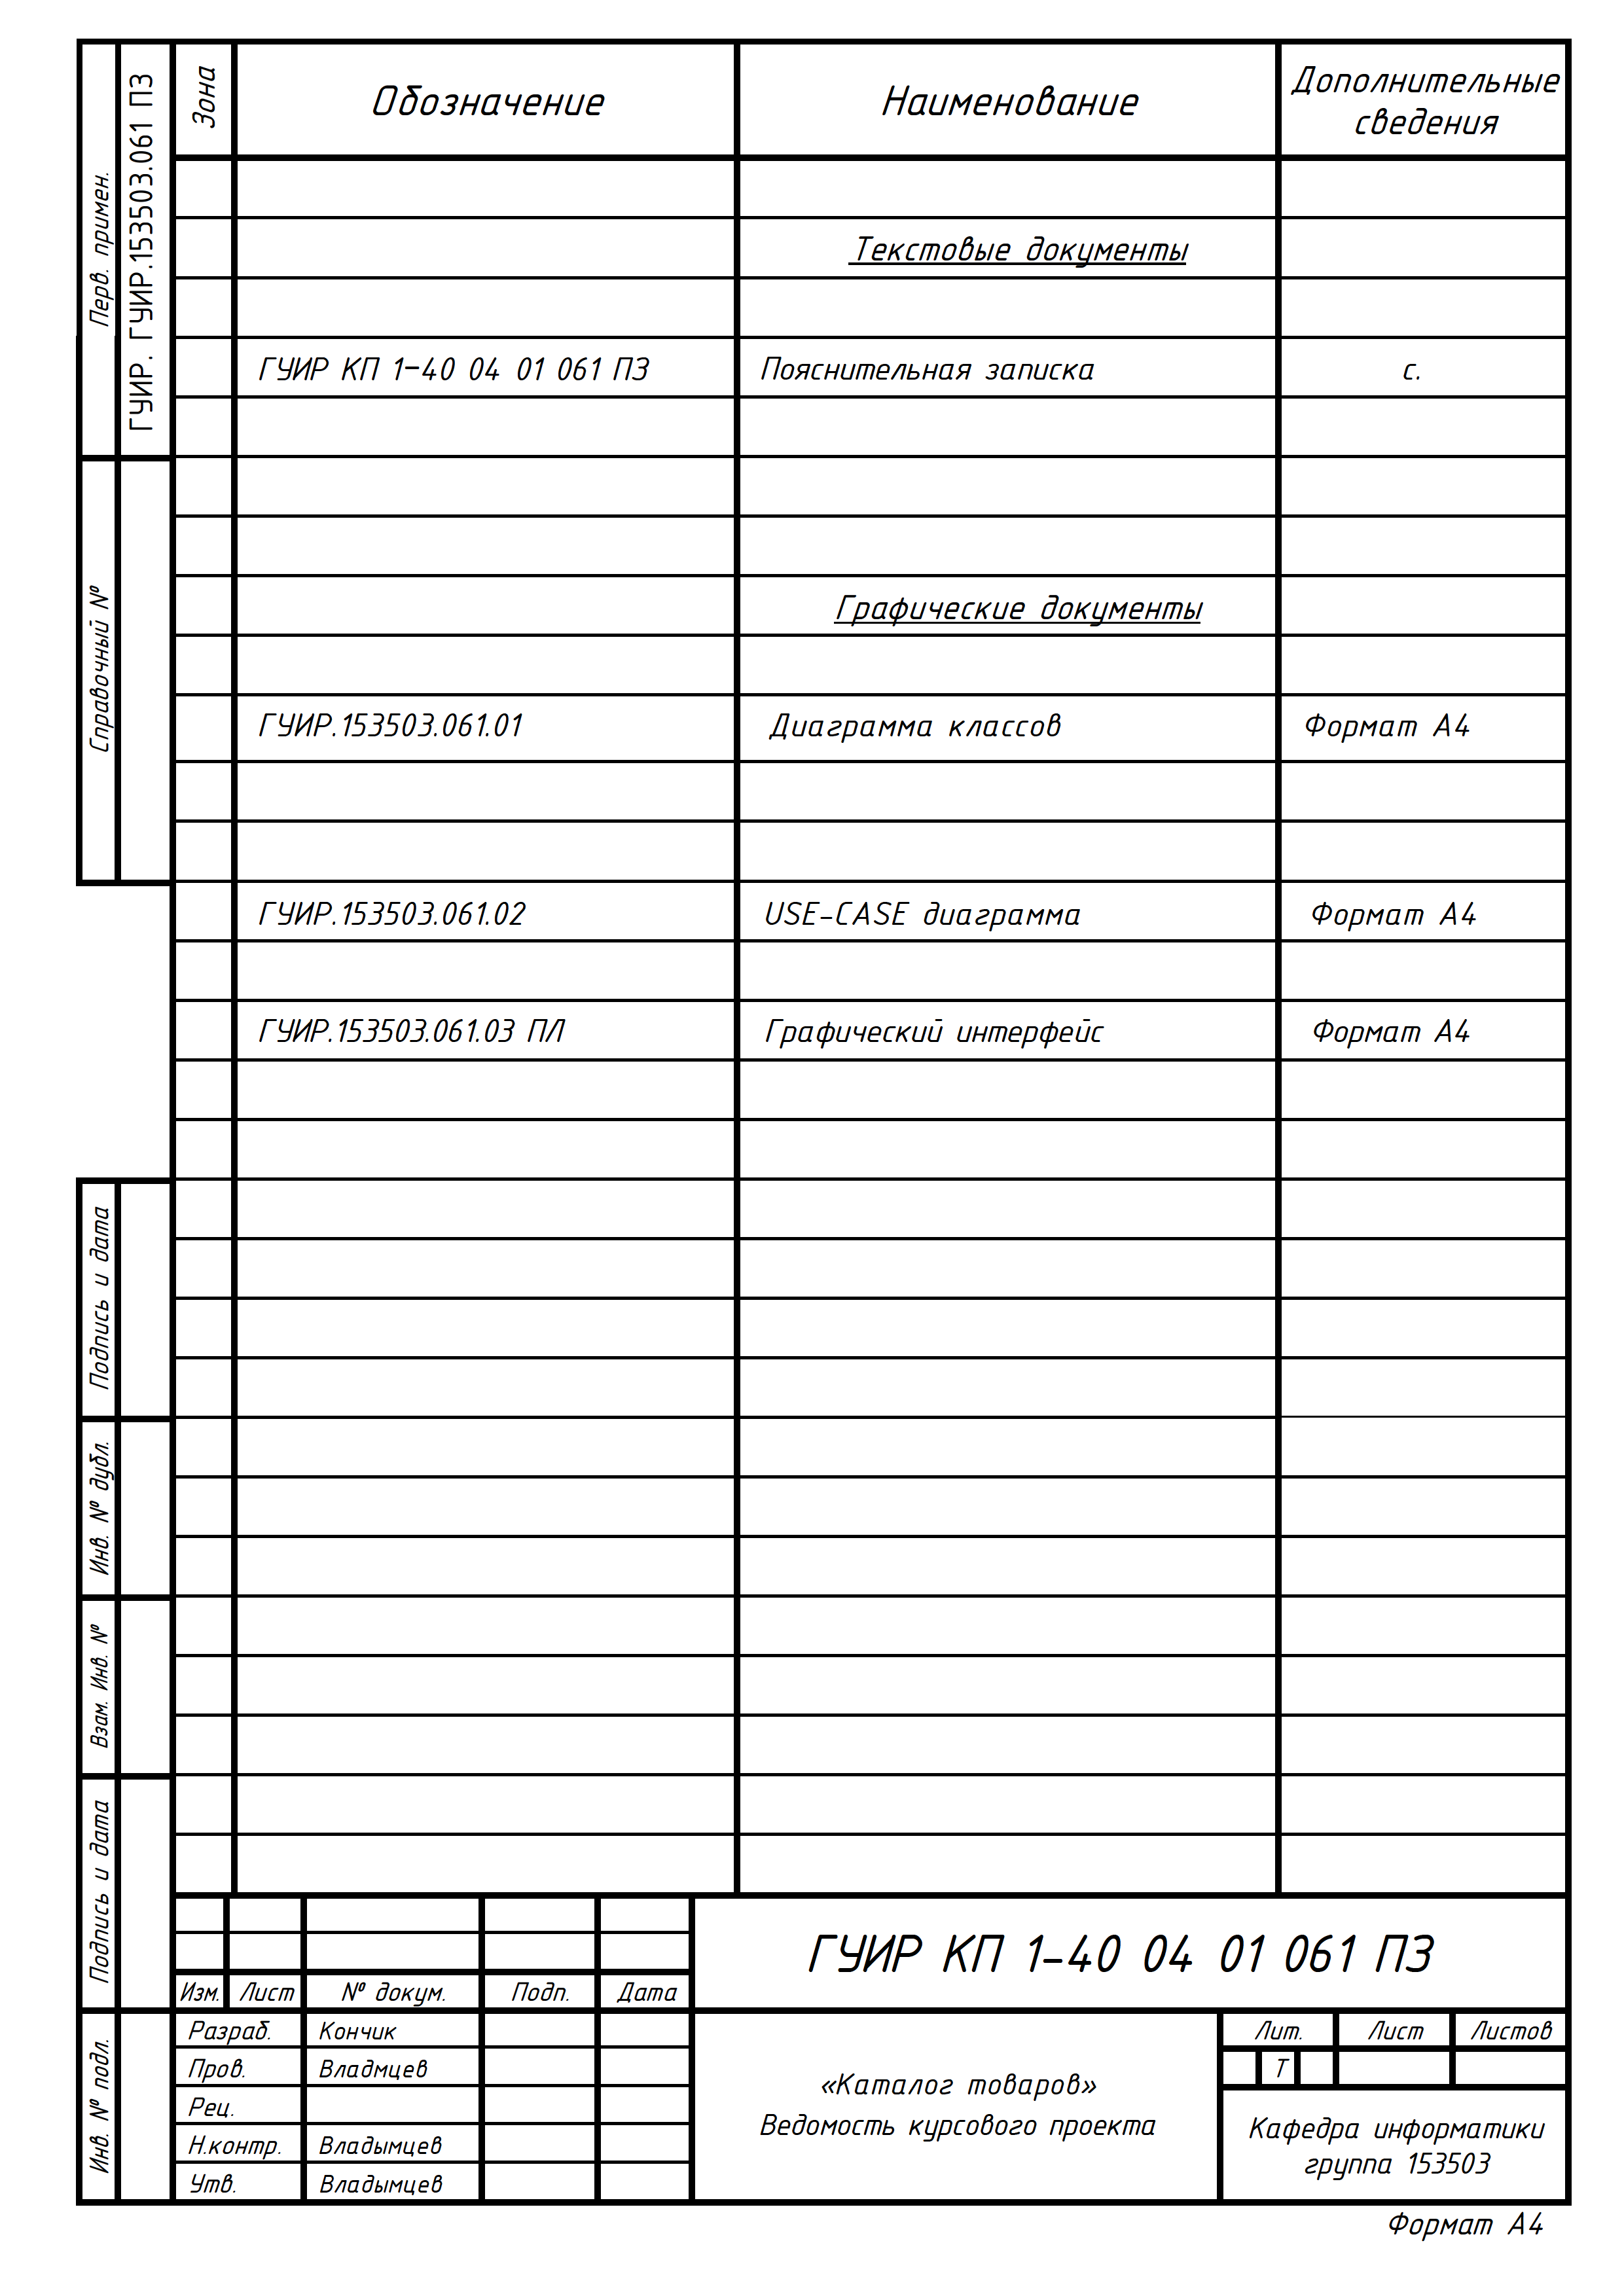 Перв. примен.
ГУИР. ГУИР.153503.061 ПЗ
Справочный №
Подпись и дата
Инв. № дубл.
Взам. Инв. №
Подпись и дата
Инв. № подл.
Зона
Обозначение
Наименование
Дополнительные
сведения
Текстовые документы
ГУИР КП 1-40 04 01 061 ПЗ Пояснительная записка с.
Графические документы
ГУИР.153503.061.01 Диаграмма классов Формат А4
ГУИР.153503.061.02 USE-CASE диаграмма Формат А4
ГУИР.153503.061.03 ПЛ Графический интерфейс Формат А4
ГУИР КП 1-40 04 01 061 ПЗ
Изм. Лист № докум. Подп. Дата
Разраб. Кончик
Пров. Владмцев
Рец.
Н.контр. Владымцев
Утв. Владымцев
«Каталог товаров»
Ведомость курсового проекта
Лит. Лист Листов
Т
Кафедра информатики
группа 153503
Формат А4